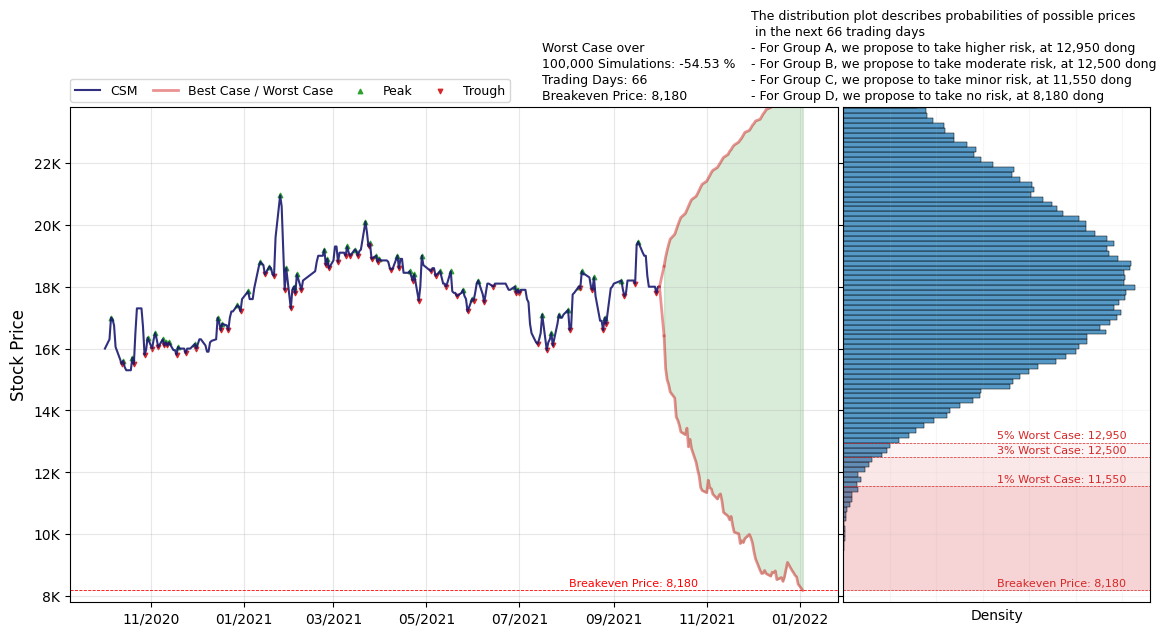 The distribution plot describes probabilities of possible prices
in the next 66 trading days
- For Group A, we propose to take higher risk, at 12,950 dong
- For Group B, we propose to take moderate risk, at 12,500 dong
- For Group C, we propose to take minor risk, at 11,550 dong
- For Group D, we propose to take no risk, at 8,180 dong
Worst Case over
100,000 Simulations: -54.53 %
Trading Days: 66
Breakeven Price: 8,180
CSM
Best Case / Worst Case
Peak
Trough
Stock Price
22K
20K
18K
16K
14K
12K
10K
8K
Breakeven Price: 8,180
11/2020
01/2021
03/2021
05/2021
07/2021
09/2021
11/2021
01/2022
5% Worst Case: 12,950
3% Worst Case: 12,500
1% Worst Case: 11,550
Breakeven Price: 8,180
Density